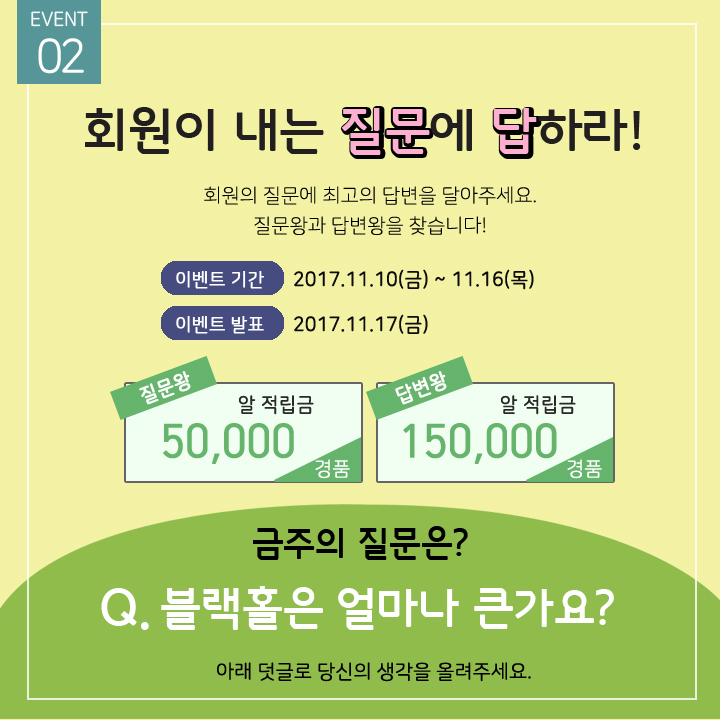 EVENT
02
회원이 내는 질문에 답하라!
회원의 질문에 최고의 답변을 달아주세요.
질문왕과 답변왕을 찾습니다!
이벤트 기간 2017.11.10(금) ~ 11.16(목)
이벤트 발표 2017.11.17(금)
질문왕
알 적립금
50,000
경품
답변왕
알 적립금
150,000
경품
금주의 질문은?
Q. 블랙홀은 얼마나 큰가요?
아래 덧글로 당신의 생각을 올려주세요.